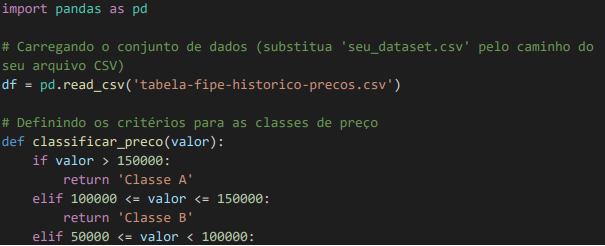 import pandas as pd
# Carregando o conjunto de dados (substitua 'seu_dataset.csv' pelo caminho do
seu arquivo CSV)
df = pd.read_csv('tabela-fipe-historico-precos.csv')
# Definindo os critérios para as classes de preço
def classificar_preco(valor):
    if valor > 150000:
        return 'Classe A'
    elif 100000 <= valor <= 150000:
        return 'Classe B'
    elif 50000 <= valor < 100000: